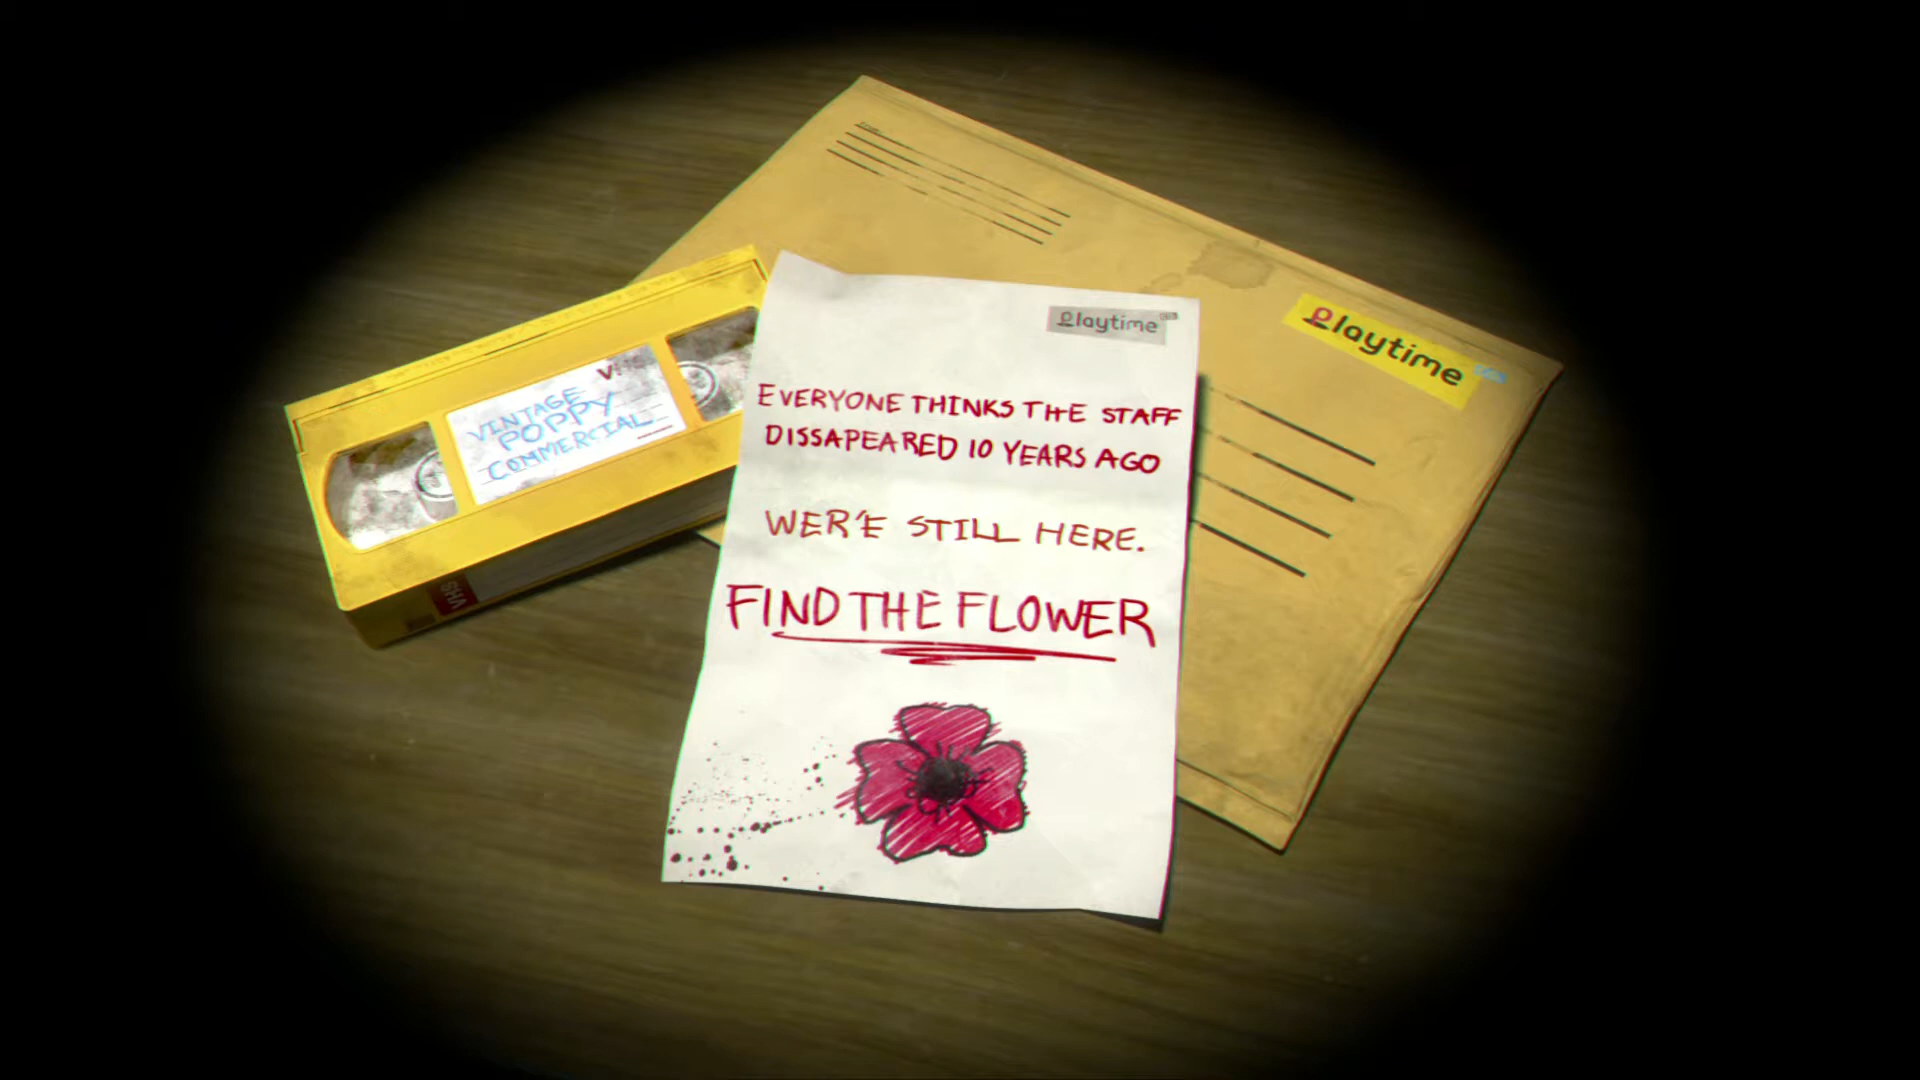 Playtime
EVERYONE THINKS THE STAFF
DISSAPEARED 10 YEARS AGO
WER'E STILL HERE.
FIND THE FLOWER
VINTAGE
POPPY
COMMERCIAL
VHS
Playtime